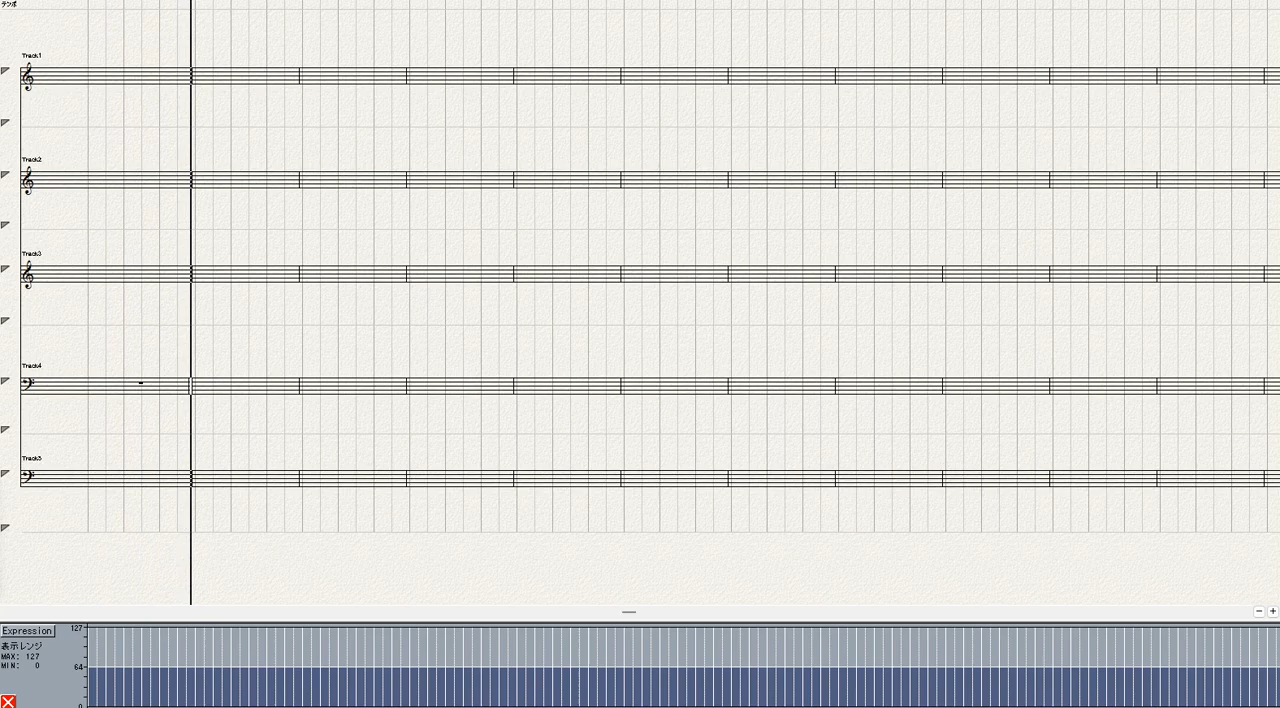 テンポ
Track1
Track2
Track3
Track4
Track5
Expression
127
表示レンジ
MAX: 127
MIN: 0
64
0